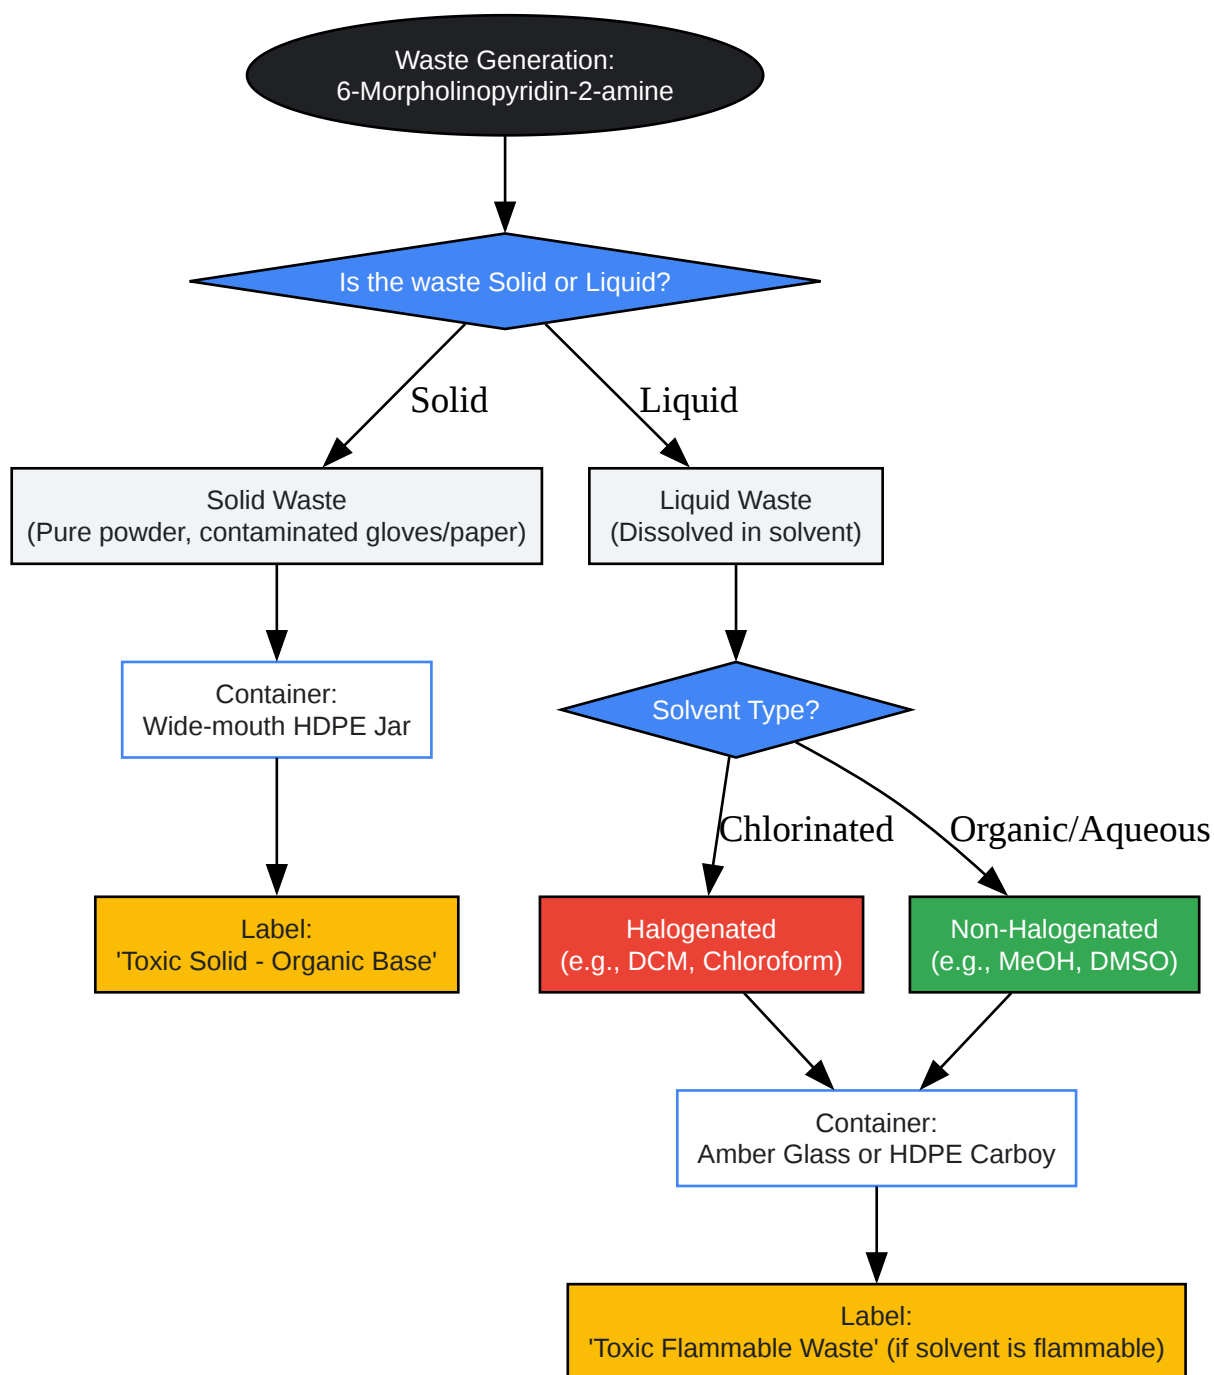 Waste Generation:
6-Morpholinopyridin-2-amine
Is the waste Solid or Liquid?
Solid
Liquid
Solid Waste
(Pure powder, contaminated gloves/paper)
Liquid Waste
(Dissolved in solvent)
Container:
Wide-mouth HDPE Jar
Solvent Type?
Chlorinated
Organic/Aqueous
Label:
'Toxic Solid - Organic Base'
Halogenated
(e.g., DCM, Chloroform)
Non-Halogenated
(e.g., MeOH, DMSO)
Container:
Amber Glass or HDPE Carboy
Label:
'Toxic Flammable Waste' (if solvent is flammable)